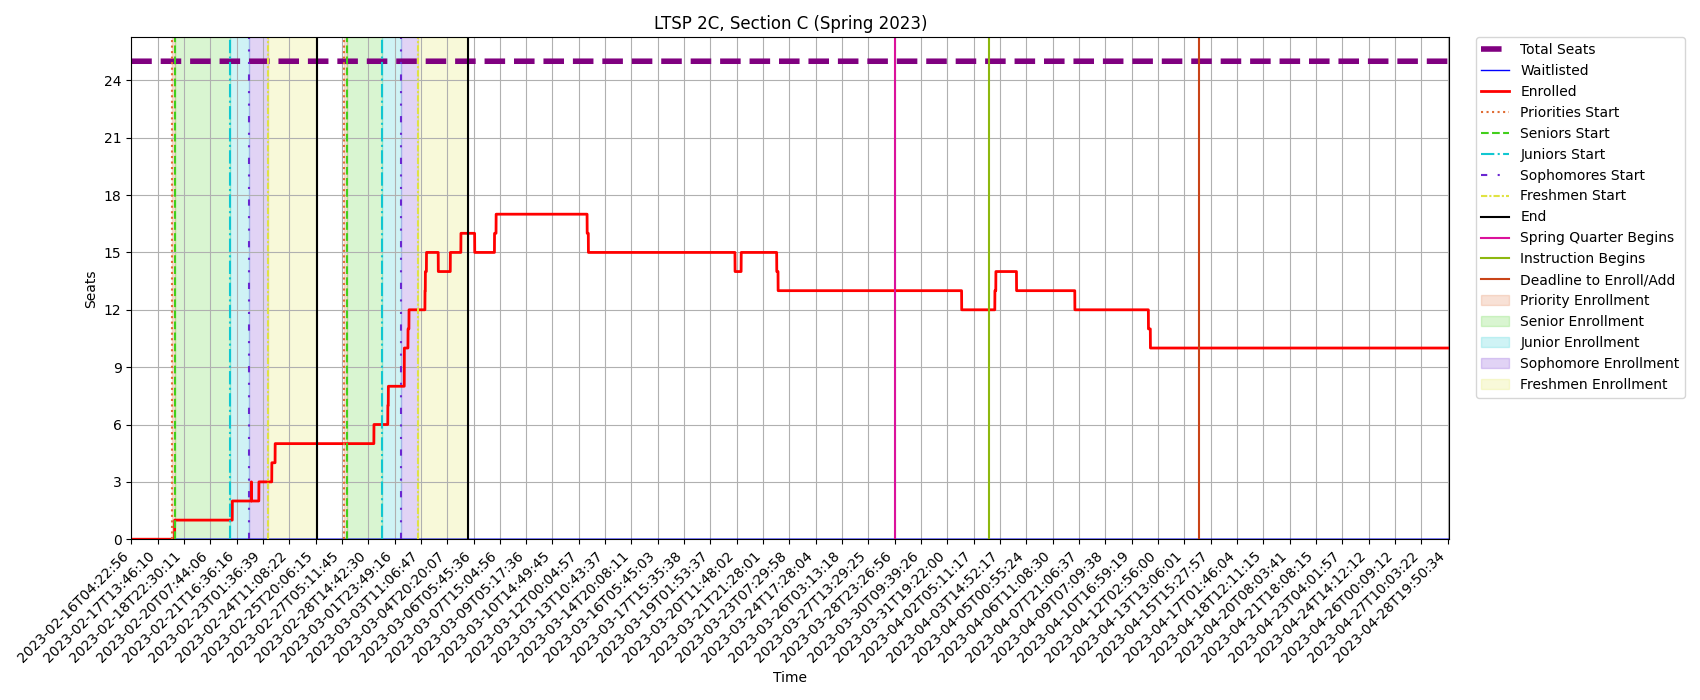 LTSP 2C, Section C (Spring 2023)
Seats
24
21
18
15
12
9
6
3
0
2023-02-16T04:22:56
2023-02-17T13:46:10
2023-02-18T22:30:11
2023-02-20T07:44:06
2023-02-21T16:36:16
2023-02-23T01:36:39
2023-02-24T11:08:22
2023-02-25T20:06:15
2023-02-27T05:11:45
2023-02-28T14:42:30
2023-03-01T23:49:16
2023-03-03T11:06:47
2023-03-04T20:20:07
2023-03-06T05:45:36
2023-03-07T15:04:56
2023-03-09T05:17:36
2023-03-10T14:49:45
2023-03-12T00:04:57
2023-03-13T10:43:37
2023-03-14T20:08:11
2023-03-16T05:45:03
2023-03-17T15:35:38
2023-03-19T01:53:37
2023-03-20T11:48:02
2023-03-21T21:28:01
2023-03-23T07:29:58
2023-03-24T17:28:04
2023-03-26T03:13:18
2023-03-27T13:29:25
2023-03-28T23:26:56
2023-03-30T09:39:26
2023-03-31T19:22:00
2023-04-02T05:11:17
2023-04-03T14:52:17
2023-04-05T00:55:24
2023-04-06T11:08:30
2023-04-07T21:06:37
2023-04-09T07:09:38
2023-04-10T16:59:19
2023-04-12T02:56:00
2023-04-13T13:06:01
2023-04-15T15:27:57
2023-04-17T01:46:04
2023-04-18T12:11:15
2023-04-20T08:03:41
2023-04-21T18:08:15
2023-04-23T04:01:57
2023-04-24T14:12:12
2023-04-26T00:09:12
2023-04-27T10:03:22
2023-04-28T19:50:34
Time
Total Seats
Waitlisted
Enrolled
Priorities Start
Seniors Start
Juniors Start
Sophomores Start
Freshmen Start
End
Spring Quarter Begins
Instruction Begins
Deadline to Enroll/Add
Priority Enrollment
Senior Enrollment
Junior Enrollment
Sophomore Enrollment
Freshmen Enrollment